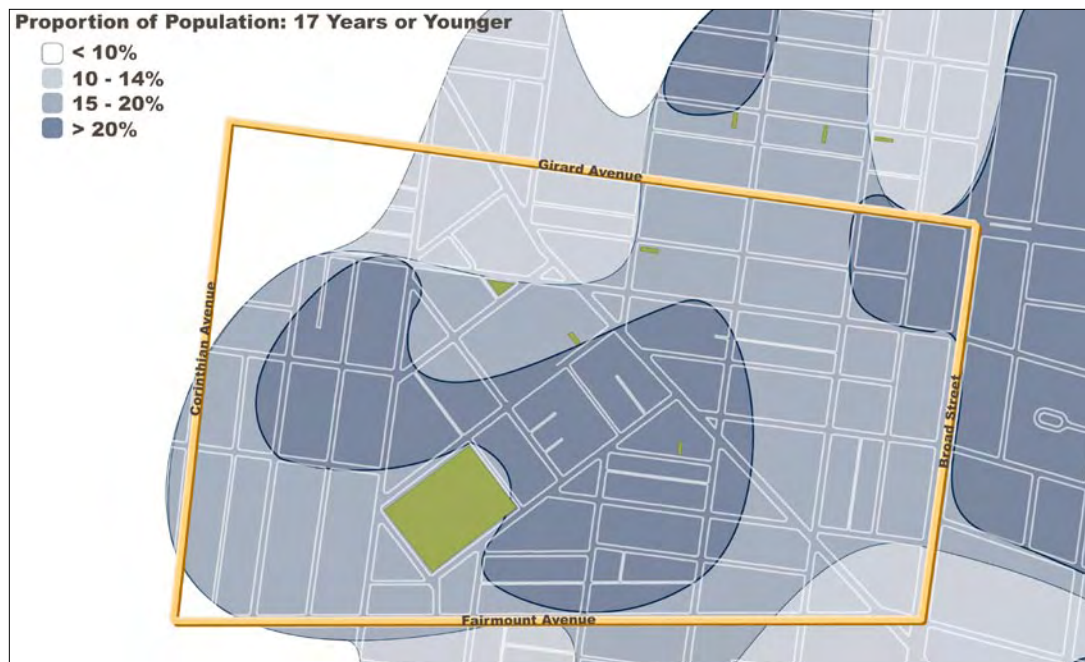 Proportion of Population: 17 Years or Younger
< 10%
10 - 14%
15 - 20%
> 20%
Girard Avenue
Corinthian Avenue
Broad Street
Fairmount Avenue